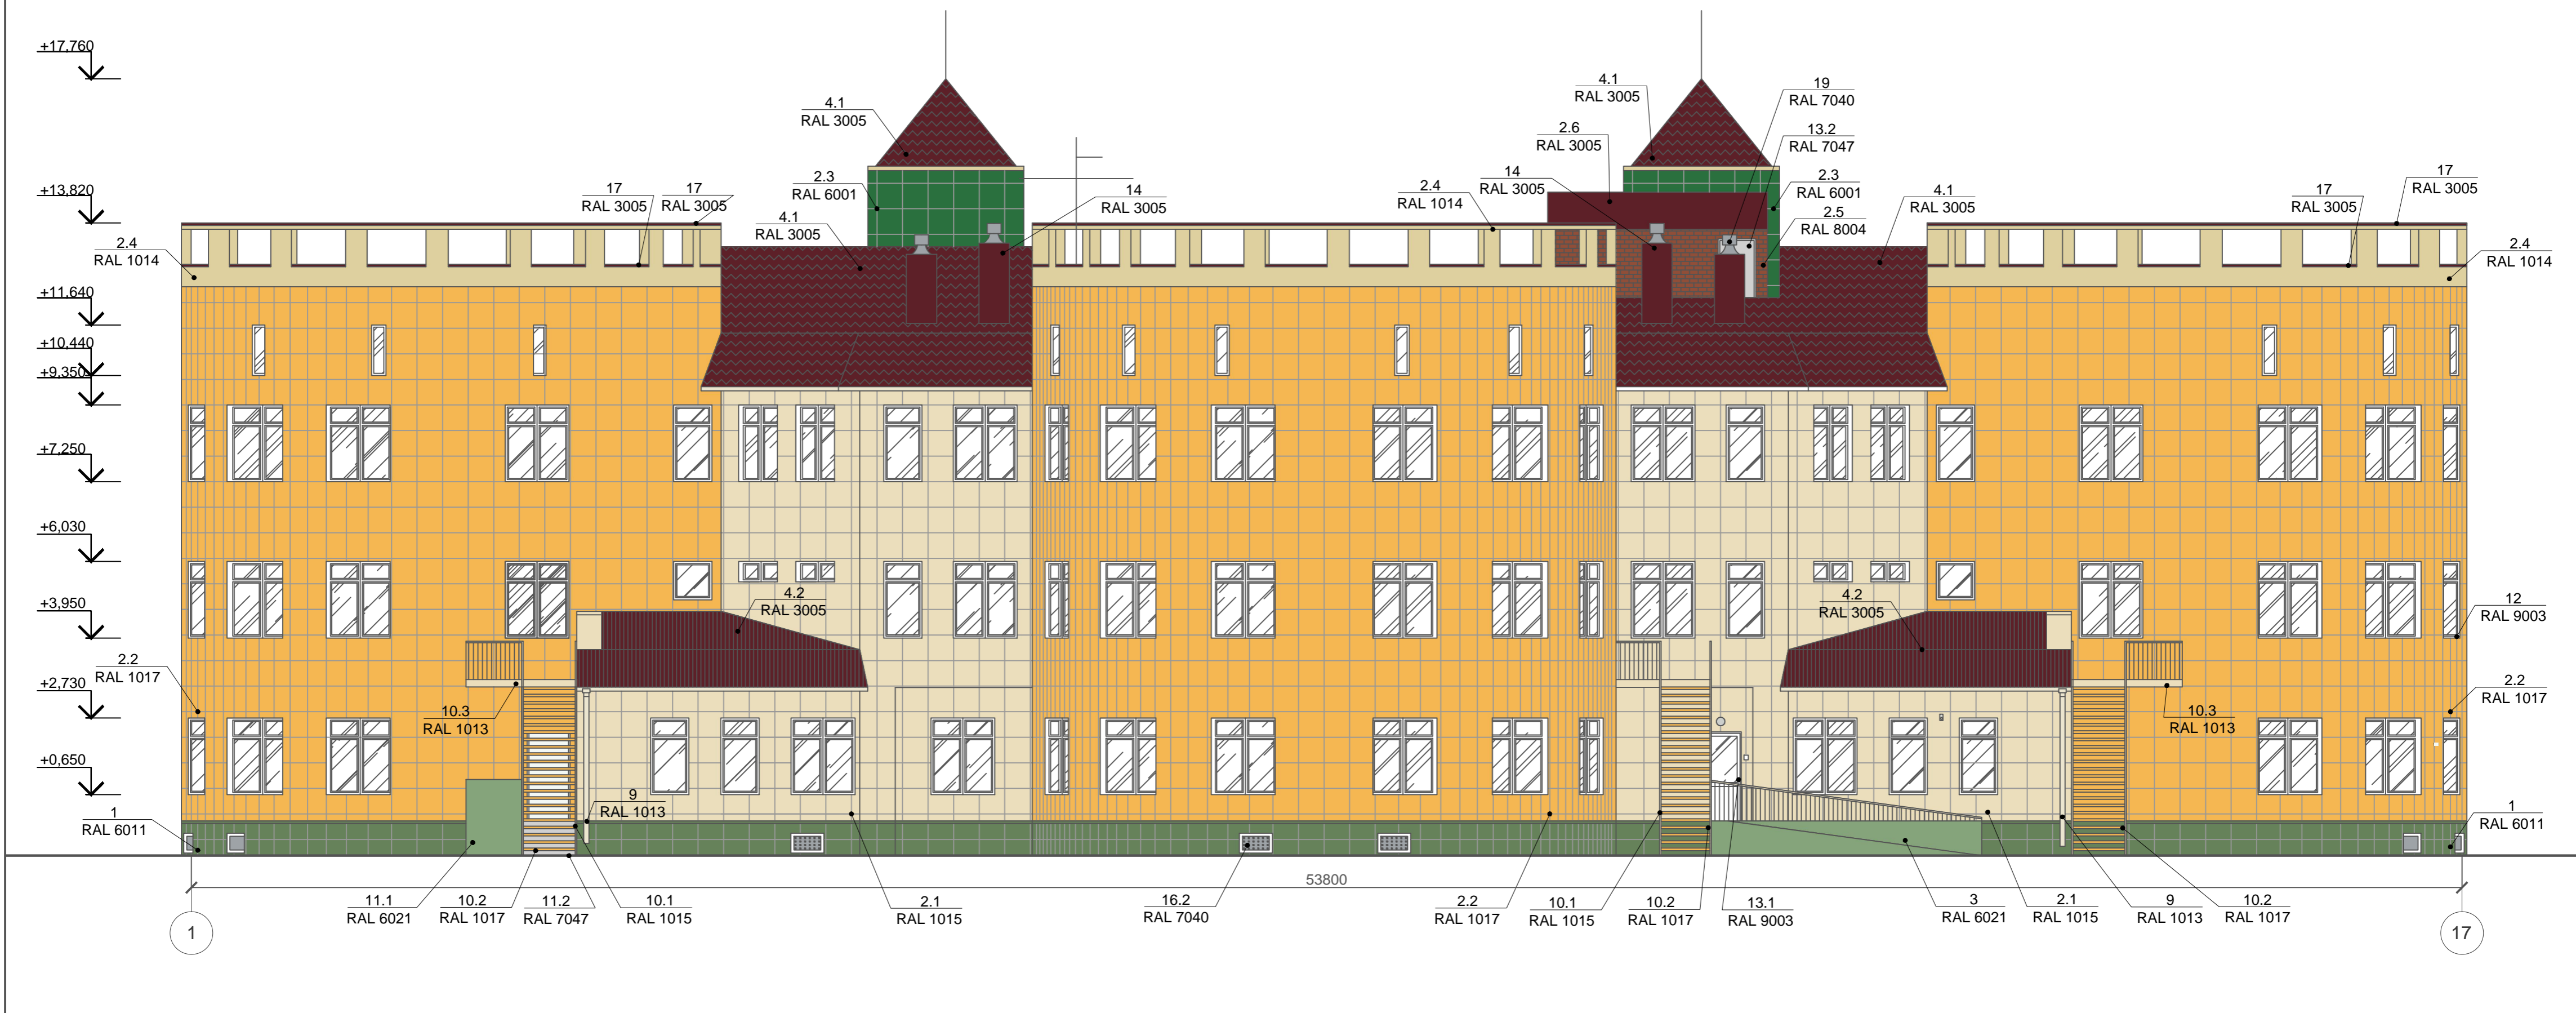 +17,760
4.1
RAL 3005
4.1
RAL 3005
19
RAL 7040
2.6
RAL 3005
13.2
RAL 7047
+13,820
17
RAL 3005
17
RAL 3005
2.3
RAL 6001
4.1
RAL 3005
14
RAL 3005
2.4
RAL 1014
14
RAL 3005
2.3
RAL 6001
2.5
RAL 8004
4.1
RAL 3005
17
RAL 3005
17
RAL 3005
2.4
RAL 1014
2.4
RAL 1014
+11,640
+10,440
+9,350
+7,250
+6,030
+3,950
4.2
RAL 3005
4.2
RAL 3005
12
RAL 9003
2.2
RAL 1017
+2,730
10.3
RAL 1013
10.3
RAL 1013
2.2
RAL 1017
+0,650
1
RAL 6011
9
RAL 1013
1
RAL 6011
53800
11.1
RAL 6021
10.2
RAL 1017
11.2
RAL 7047
10.1
RAL 1015
2.1
RAL 1015
16.2
RAL 7040
2.2
RAL 1017
10.1
RAL 1015
10.2
RAL 1017
13.1
RAL 9003
3
RAL 6021
2.1
RAL 1015
9
RAL 1013
10.2
RAL 1017
1
17